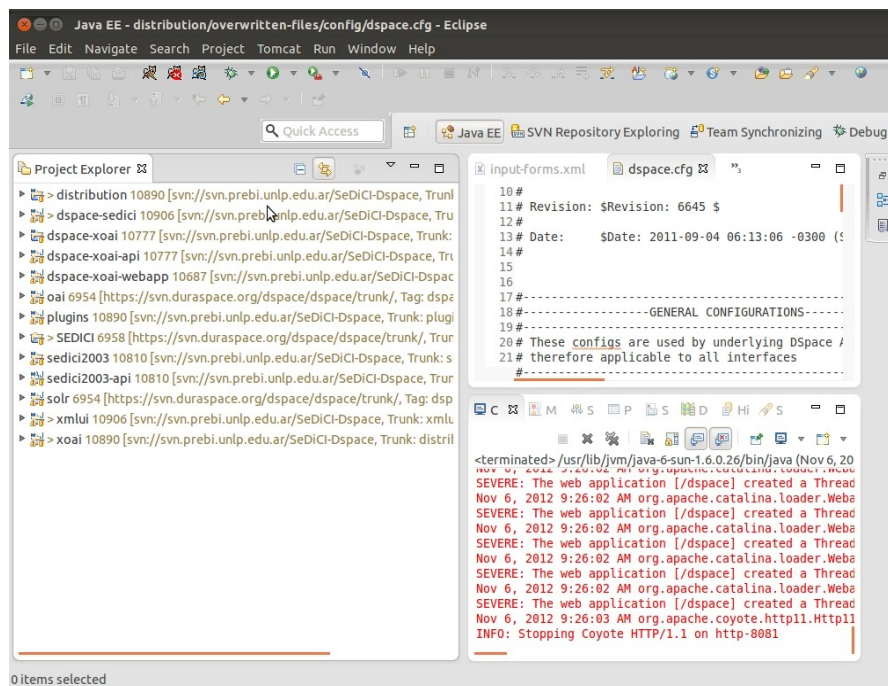 Java EE - distribution/overwritten-files/config/dspace.cfg - Eclipse
File Edit Navigate Search Project Tomcat Run Window Help
Quick Access
Java EE SVN Repository Exploring Team Synchronizing Debug
Project Explorer
> distribution 10890 [svn://svn.prebi.unlp.edu.ar/SeDiCI-Dspace, Trunl
> dspace-sedici 10906 [svn://svn.prebi.unlp.edu.ar/SeDiCI-Dspace, Tru
dspace-xoai 10777 [svn://svn.prebi.unlp.edu.ar/SeDiCI-Dspace, Trunk:
dspace-xoai-api 10777 [svn://svn.prebi.unlp.edu.ar/SeDiCI-Dspace, Tru
dspace-xoai-webapp 10687 [svn://svn.prebi.unlp.edu.ar/SeDiCI-Dspac
oai 6954 [https://svn.duraspace.org/dspace/dspace/trunk/, Tag: dspa
plugins 10890 [svn://svn.prebi.unlp.edu.ar/SeDiCI-Dspace, Trunk: plugi
> SEDICI 6958 [https://svn.duraspace.org/dspace/dspace/trunk/, Trun
sedici2003 10810 [svn://svn.prebi.unlp.edu.ar/SeDiCI-Dspace, Trunk: s
sedici2003-api 10810 [svn://svn.prebi.unlp.edu.ar/SeDiCI-Dspace, Trun
solr 6954 [https://svn.duraspace.org/dspace/dspace/trunk/, Tag: dsp
> xmlui 10906 [svn://svn.prebi.unlp.edu.ar/SeDiCI-Dspace, Trunk: xmlu
> xoai 10890 [svn://svn.prebi.unlp.edu.ar/SeDiCI-Dspace, Trunk: distril
input-forms.xml dspace.cfg "3
10 #
11 # Revision: $Revision: 6645 $
12 #
13 # Date: $Date: 2011-09-04 06:13:06 -0300 (S
14 #
15
16
17 #---------------------------------------------
18 #-----------------GENERAL CONFIGURATIONS-----
19 #---------------------------------------------
20 # These configs are used by underlying DSpace A
21 # therefore applicable to all interfaces
#---------------------------------------------
C M S P S D Hi S
<terminated> /usr/lib/jvm/java-6-sun-1.6.0.26/bin/java (Nov 6, 20
Nov 6, 2012 9:26:02 AM org.apache.catalina.loader.Weba
SEVERE: The web application [/dspace] created a Thread
Nov 6, 2012 9:26:02 AM org.apache.catalina.loader.Weba
SEVERE: The web application [/dspace] created a Thread
Nov 6, 2012 9:26:02 AM org.apache.catalina.loader.Weba
SEVERE: The web application [/dspace] created a Thread
Nov 6, 2012 9:26:02 AM org.apache.catalina.loader.Weba
SEVERE: The web application [/dspace] created a Thread
Nov 6, 2012 9:26:02 AM org.apache.catalina.loader.Weba
SEVERE: The web application [/dspace] created a Thread
Nov 6, 2012 9:26:03 AM org.apache.coyote.http11.Http11
INFO: Stopping Coyote HTTP/1.1 on http-8081
0 items selected